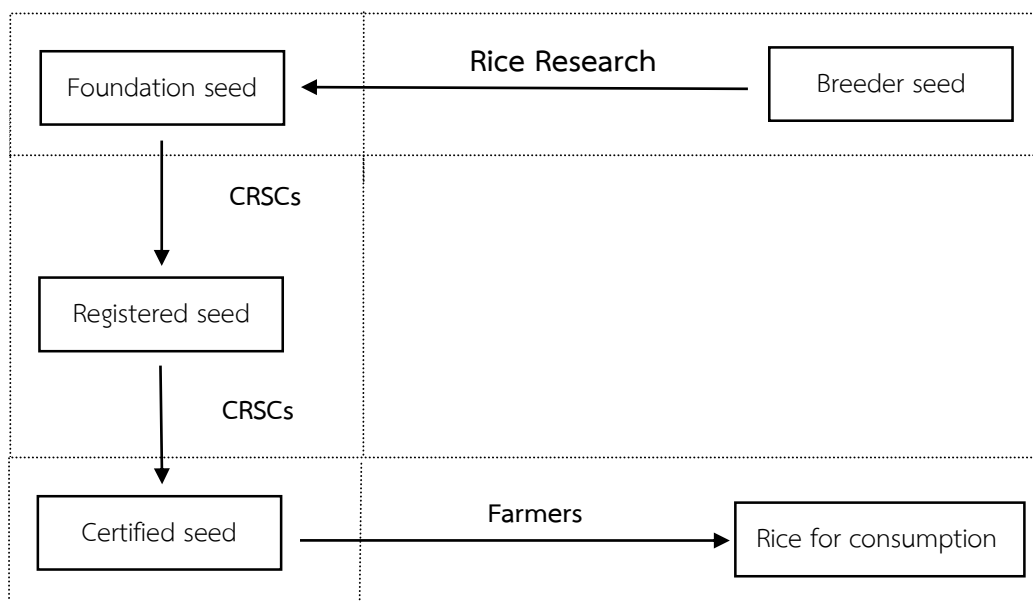 Foundation seed
Rice Research
Breeder seed
CRSCs
Registered seed
CRSCs
Certified seed
Farmers
Rice for consumption